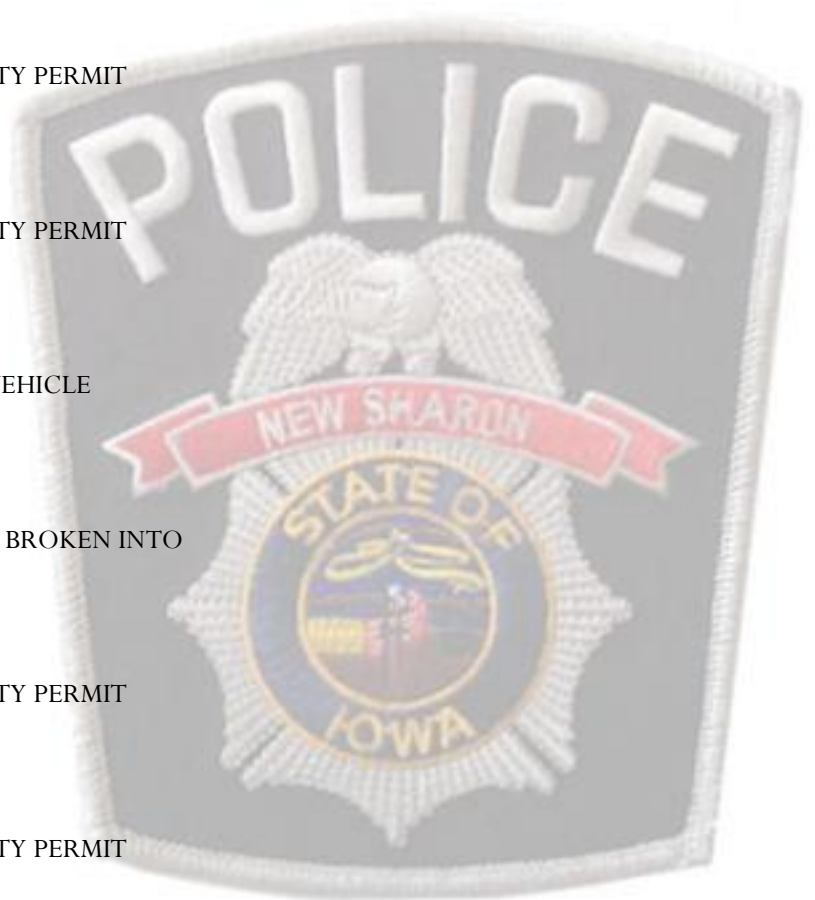 TY PERMIT
POLICE
TY PERMIT
EHICLE
NEW SHARON
STATE OF
BROKEN INTO
TY PERMIT
IOWA
TY PERMIT